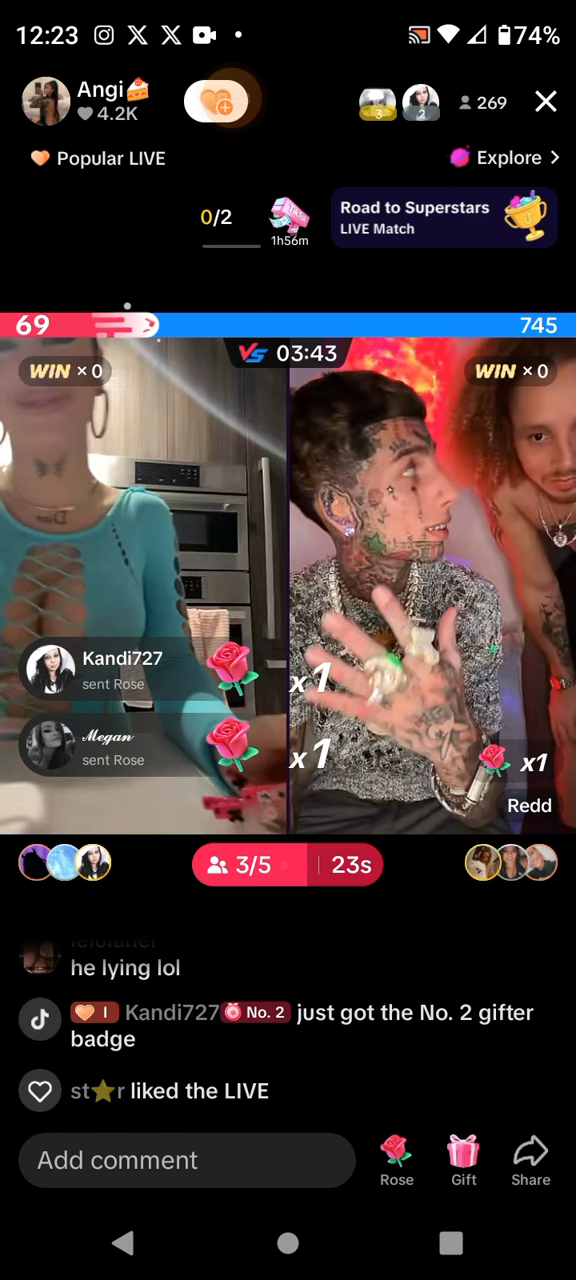 12:23
74%
Angi
4.2K
3
2
269
Popular LIVE
Explore
0/2
1h56m
Road to Superstars
LIVE Match
69
745
VS 03:43
WIN × 0
WIN × 0
Kandi727
sent Rose
x1
Megan
sent Rose
x1
x1
Redd
3/5
23s
he lying lol
I Kandi727 No. 2 just got the No. 2 gifter
badge
st⭐r liked the LIVE
Add comment
Rose
Gift
Share